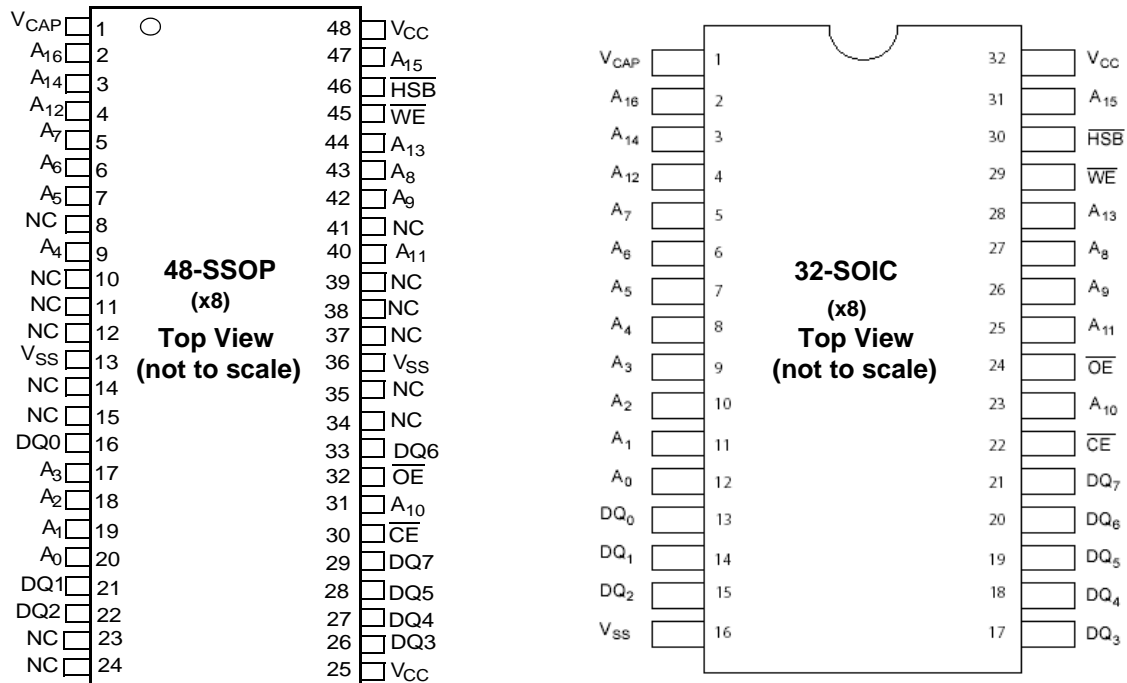 VCAP 1 48 VCC
A16 2 47 A15
A14 3 46 HSB
A12 4 45 WE
A7 5 44 A13
A6 6 43 A8
A5 7 42 A9
NC 8 41 NC
A4 9 40 A11
NC 10 39 NC
NC 11 38 NC
NC 12 37 NC
VSS 13 36 VSS
NC 14 35 NC
NC 15 34 NC
DQ0 16 33 DQ6
A3 17 32 OE
A2 18 31 A10
A1 19 30 CE
A0 20 29 DQ7
DQ1 21 28 DQ5
DQ2 22 27 DQ4
NC 23 26 DQ3
NC 24 25 VCC
48-SSOP
(x8)
Top View
(not to scale)
VCAP 1 32 VCC
A16 2 31 A15
A14 3 30 HSB
A12 4 29 WE
A7 5 28 A13
A6 6 27 A8
A5 7 26 A9
A4 8 25 A11
A3 9 24 OE
A2 10 23 A10
A1 11 22 CE
A0 12 21 DQ7
DQ0 13 20 DQ6
DQ1 14 19 DQ5
DQ2 15 18 DQ4
VSS 16 17 DQ3
32-SOIC
(x8)
Top View
(not to scale)